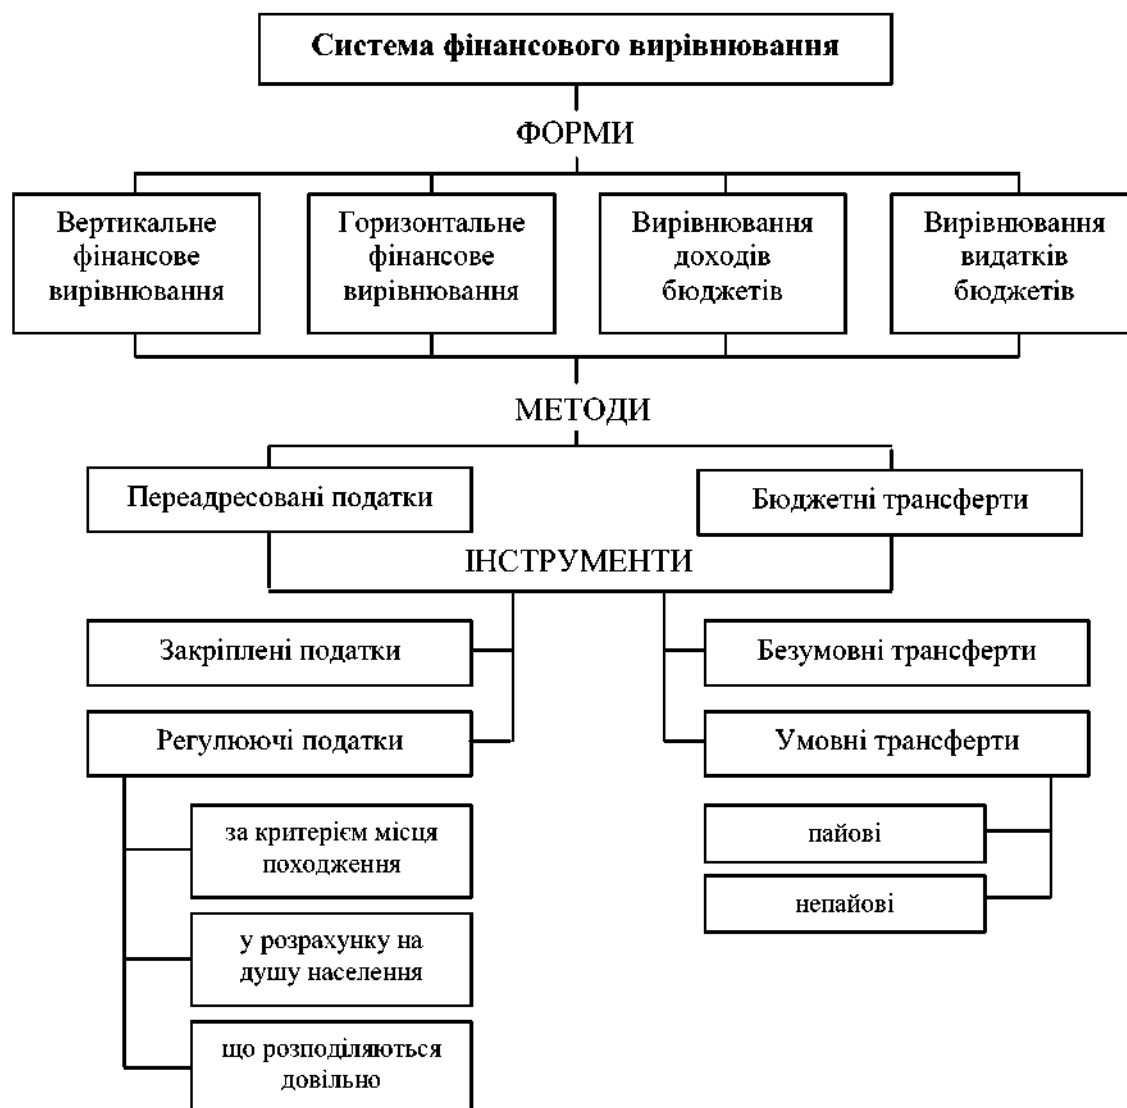 Система фінансового вирівнювання
ФОРМИ
Вертикальне
фінансове
вирівнювання
Горизонтальне
фінансове
вирівнювання
Вирівнювання
доходів
бюджетів
Вирівнювання
видатків
бюджетів
МЕТОДИ
Переадресовані податки
Бюджетні трансферти
ІНСТРУМЕНТИ
Закріплені податки
Безумовні трансферти
Регулюючі податки
Умовні трансферти
за критерієм місця
походження
у розрахунку на
душу населення
що розподіляються
довільно
пайові
непайові